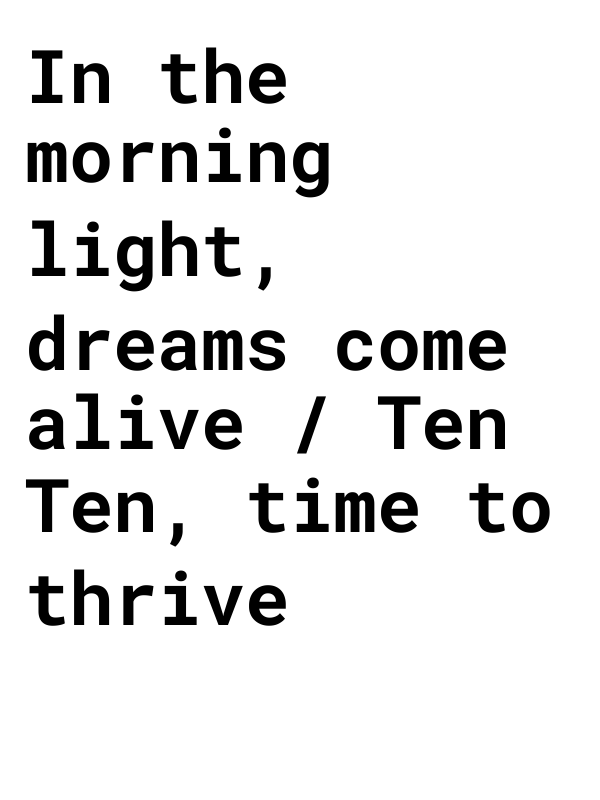 In the
morning
light,
dreams come
alive / Ten
Ten, time to
thrive